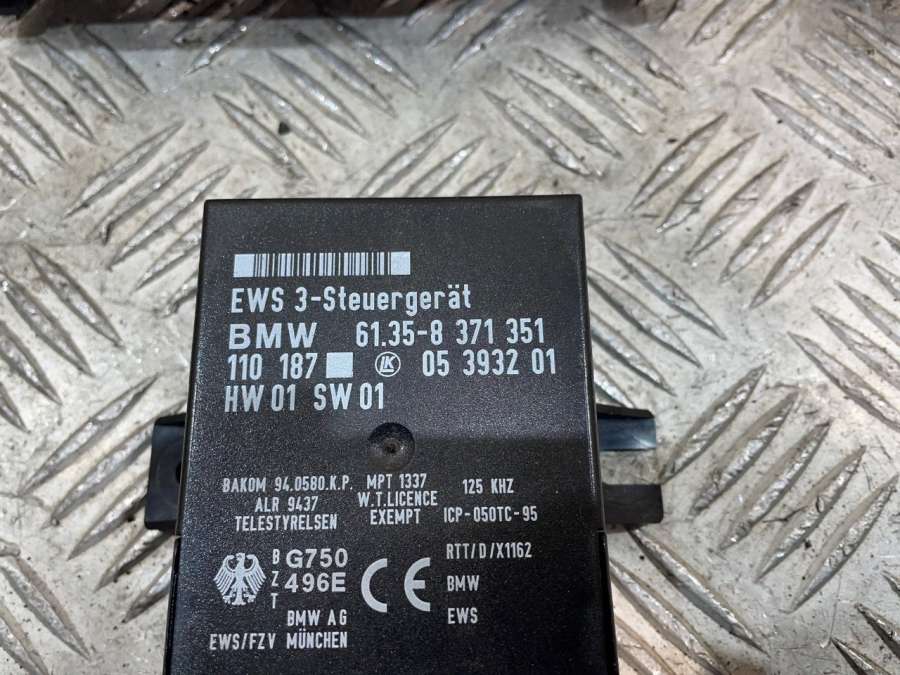 EWS 3-Steuergerät
BMW 61.35-8 371 351
110 187 LK 05 3932 01
HW 01 SW 01
BAKOM 94.0580.K.P. MPT 1337 125 KHZ
ALR 9437 W.T.LICENCE
TELESTYRELSEN EXEMPT ICP-050TC-95
BZT G750 496E CE RTT/D/X1162
BMW
EWS
BMW AG
EWS/FZV MÜNCHEN